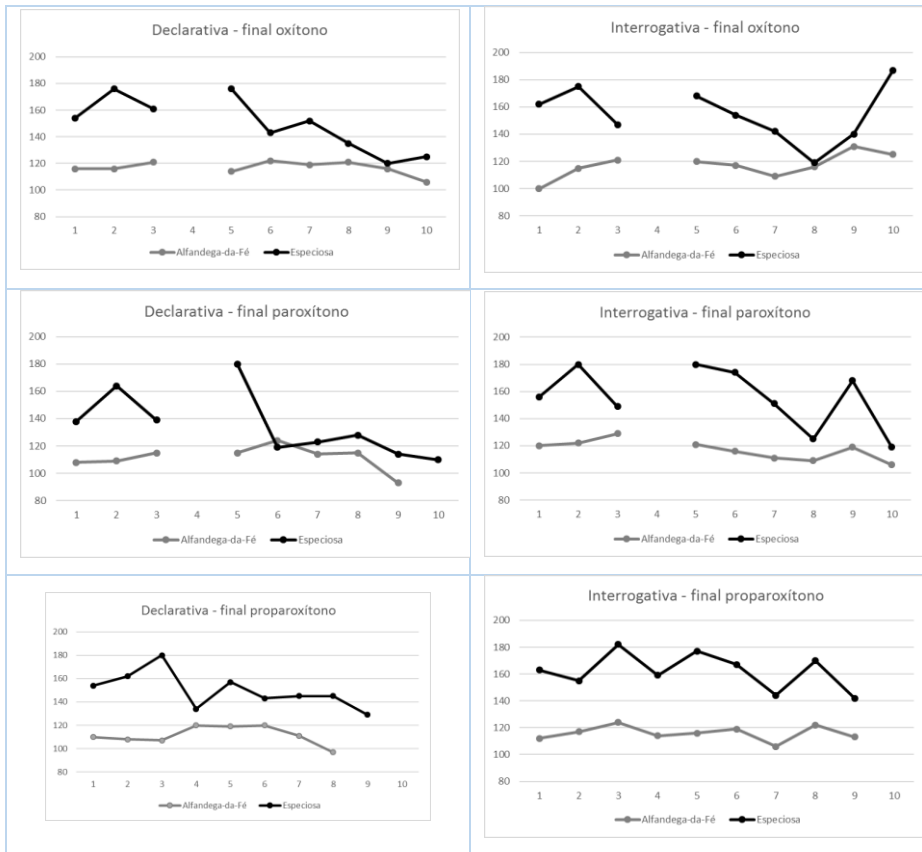 Declarativa - final oxítono
200
180
160
140
120
100
80
1 2 3 4 5 6 7 8 9 10
Alfandega-da-Fé Especiosa
Interrogativa - final oxítono
200
180
160
140
120
100
80
1 2 3 4 5 6 7 8 9 10
Alfandega-da-Fé Especiosa
Declarativa - final paroxítono
200
180
160
140
120
100
80
1 2 3 4 5 6 7 8 9 10
Alfandega-da-Fé Especiosa
Interrogativa - final paroxítono
200
180
160
140
120
100
80
1 2 3 4 5 6 7 8 9 10
Alfandega-da-Fé Especiosa
Declarativa - final proparoxítono
200
180
160
140
120
100
80
1 2 3 4 5 6 7 8 9 10
Alfandega-da-Fé Especiosa
Interrogativa - final proparoxítono
200
180
160
140
120
100
80
1 2 3 4 5 6 7 8 9 10
Alfandega-da-Fé Especiosa